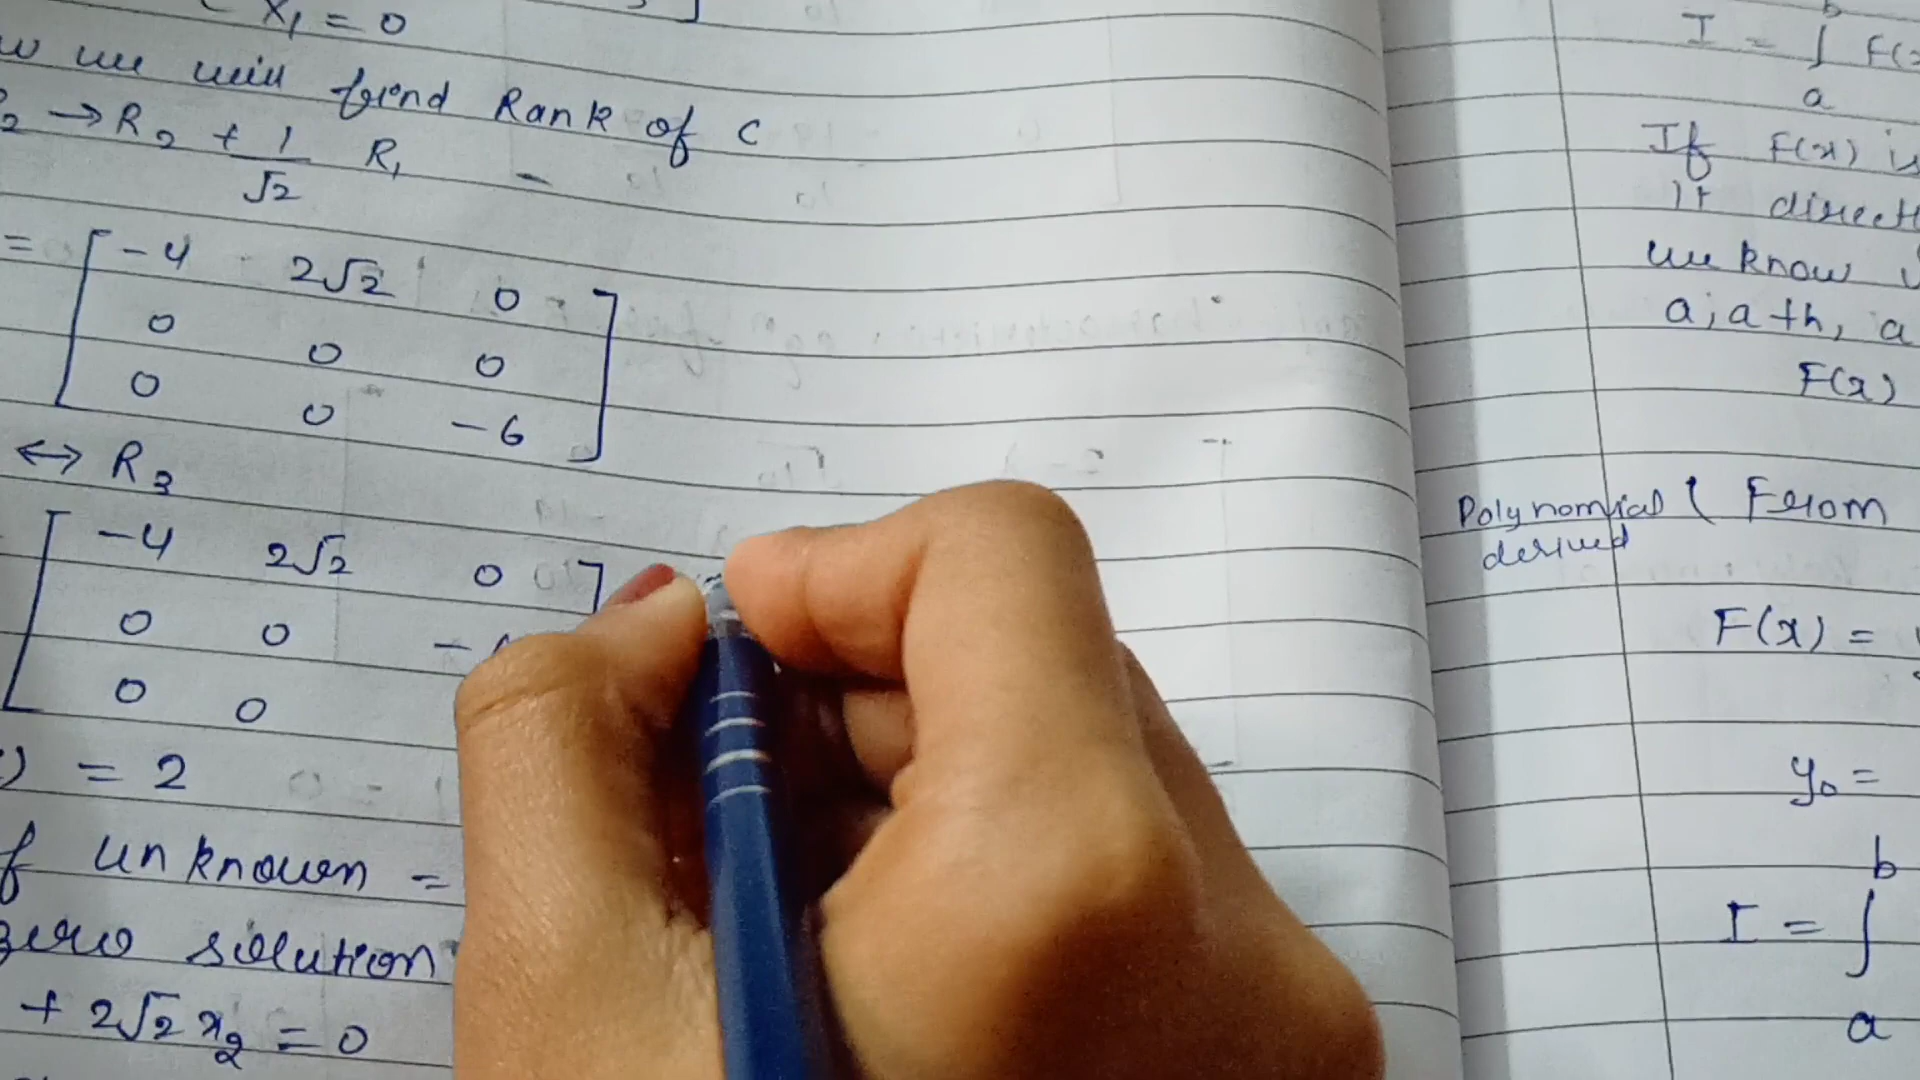 x₁ = 0
we will find Rank of C
₂ → R₂ + 1/√2 R₁
= [ -4 2√2 0
0 0 0
0 0 -6 ]
↔ R₃
[ -4 2√2 0 ]
0 0 -
0 0
) = 2
f unknown =
zero solution
+ 2√2 x₂ = 0
b
I = ∫ F(
a
If F(x) is
it
we know
a, a+h, a
F(x)
Polynomial ( From
derived
F(x) =
y₀ =
b
I = ∫
a